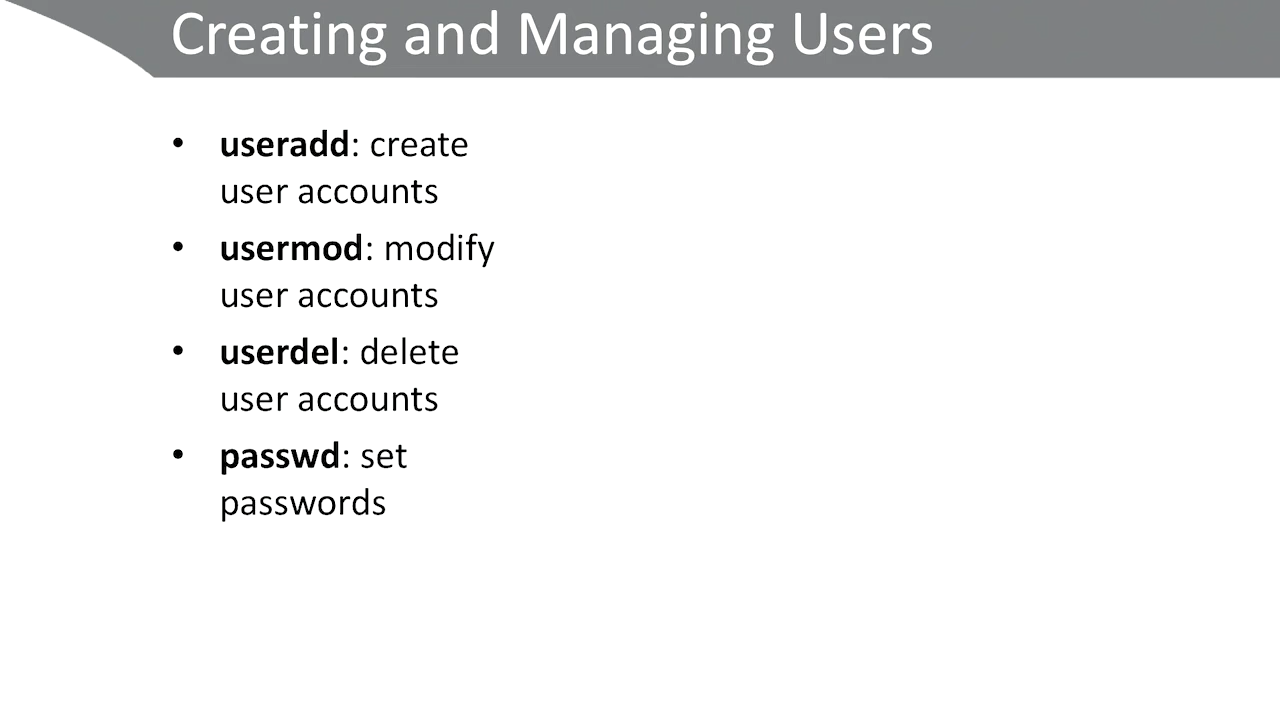 Creating and Managing Users
• useradd: create
user accounts
• usermod: modify
user accounts
• userdel: delete
user accounts
• passwd: set
passwords